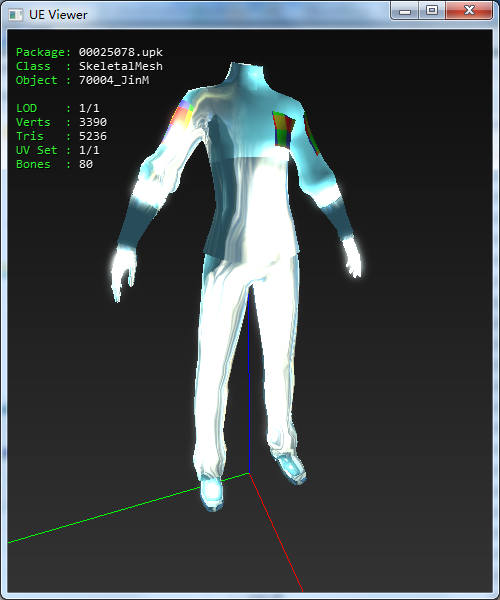 UE Viewer
Package: 00025078.upk
Class  : SkeletalMesh
Object : 70004_JinM
LOD    : 1/1
Verts  : 3390
Tris   : 5236
UV Set : 1/1
Bones  : 80